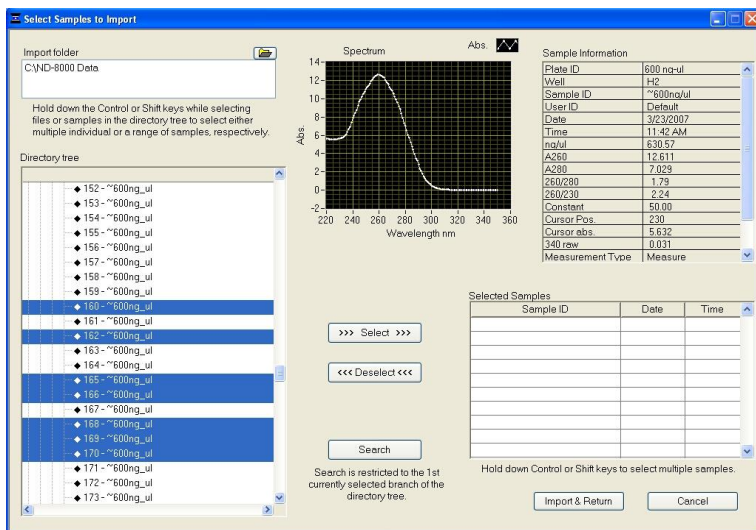 Select Samples to Import
Import folder
C:\ND-8000 Data
Hold down the Control or Shift keys while selecting
files or samples in the directory tree to select either
multiple individual or a range of samples, respectively.
Directory tree
152 - ~600ng_ul
153 - ~600ng_ul
154 - ~600ng_ul
155 - ~600ng_ul
156 - ~600ng_ul
157 - ~600ng_ul
158 - ~600ng_ul
159 - ~600ng_ul
160 - ~600ng_ul
161 - ~600ng_ul
162 - ~600ng_ul
163 - ~600ng_ul
164 - ~600ng_ul
165 - ~600ng_ul
166 - ~600ng_ul
167 - ~600ng_ul
168 - ~600ng_ul
169 - ~600ng_ul
170 - ~600ng_ul
171 - ~600ng_ul
172 - ~600ng_ul
173 - ~600ng_ul
Spectrum
Abs.
Abs.
14
12
10
8
6
4
2
0
-2
220 240 260 280 300 320 340 360
Wavelength nm
>>> Select >>>
<<< Deselect <<<
Search
Search is restricted to the 1st
currently selected branch of the
directory tree.
Sample Information
Plate ID 600 ng-ul
Well H2
Sample ID ~600ng/ul
User ID Default
Date 3/23/2007
Time 11:42 AM
ng/ul 630.57
A260 12.611
A280 7.029
260/280 1.79
260/230 2.24
Constant 50.00
Cursor Pos. 230
Cursor abs. 5.632
340 raw 0.031
Measurement Type Measure
Selected Samples
Sample ID Date Time
Hold down Control or Shift keys to select multiple samples.
Import & Return Cancel